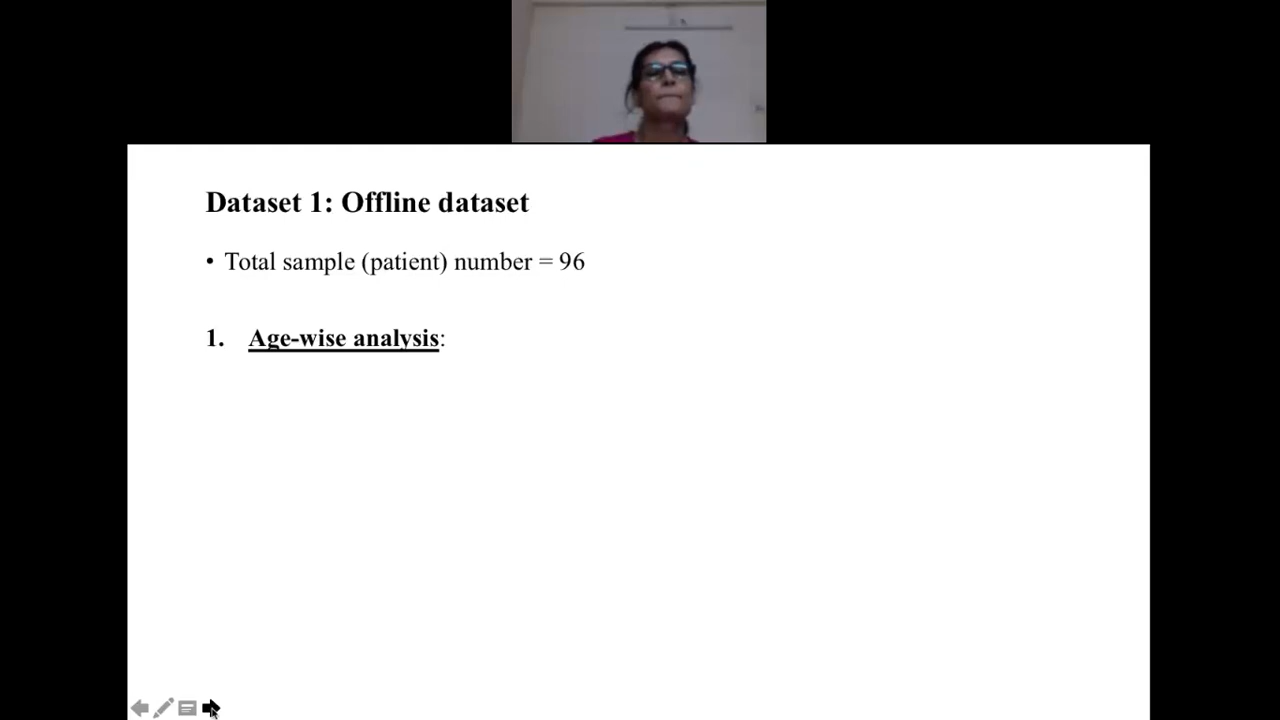 Dataset 1: Offline dataset
• Total sample (patient) number = 96
1. Age-wise analysis: